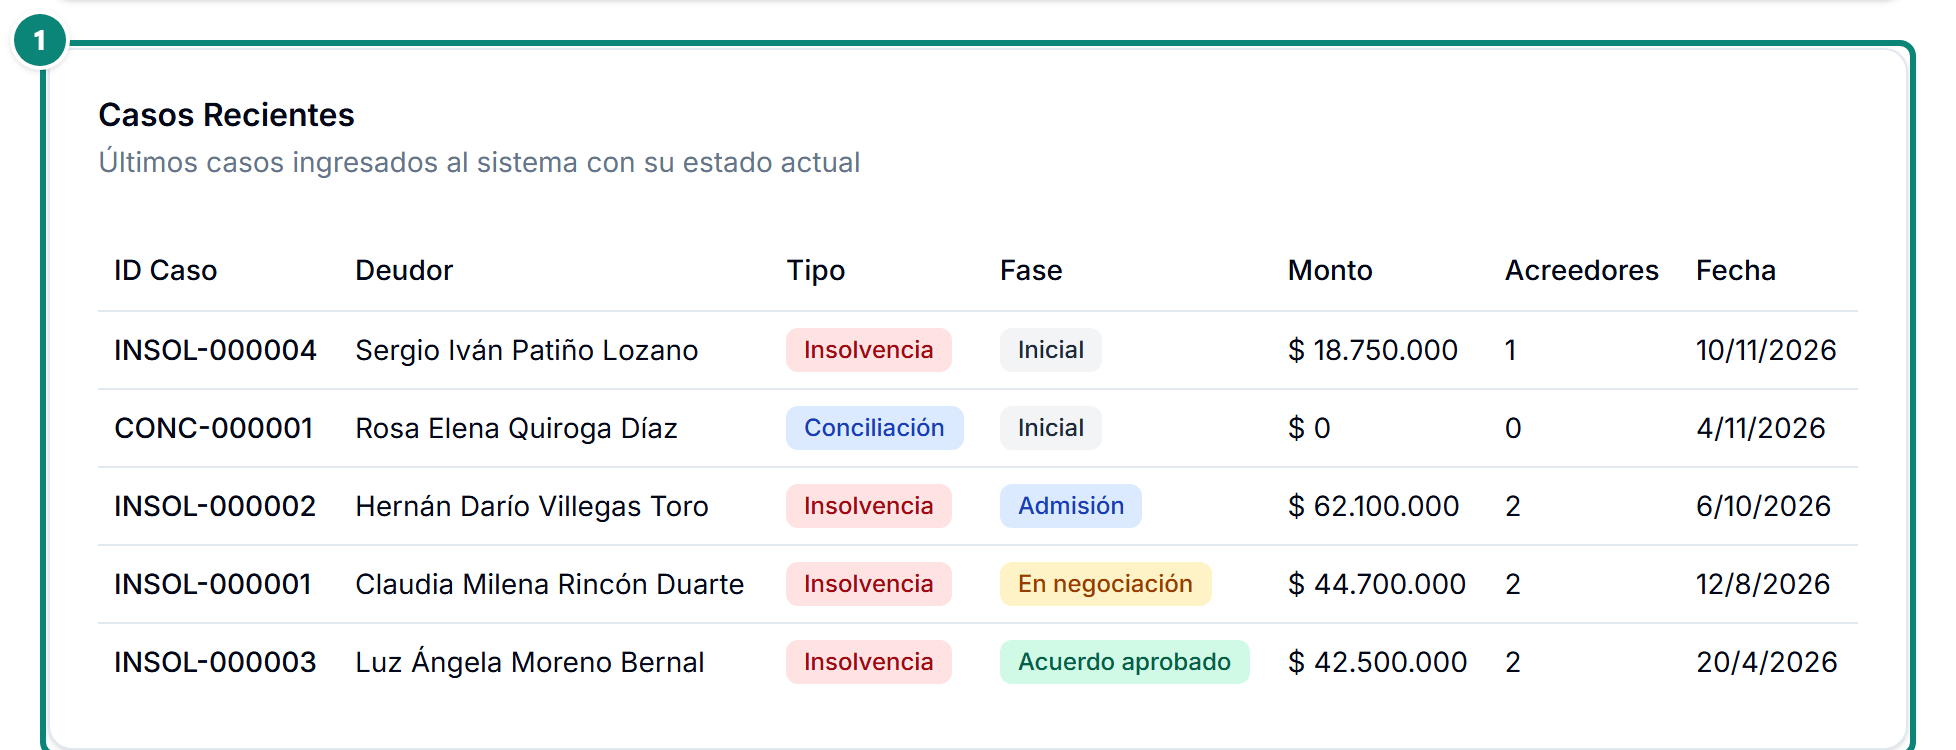 1
Casos Recientes
Últimos casos ingresados al sistema con su estado actual
ID Caso Deudor Tipo Fase Monto Acreedores Fecha
INSOL-000004 Sergio Iván Patiño Lozano Insolvencia Inicial $ 18.750.000 1 10/11/2026
CONC-000001 Rosa Elena Quiroga Díaz Conciliación Inicial $ 0 0 4/11/2026
INSOL-000002 Hernán Darío Villegas Toro Insolvencia Admisión $ 62.100.000 2 6/10/2026
INSOL-000001 Claudia Milena Rincón Duarte Insolvencia En negociación $ 44.700.000 2 12/8/2026
INSOL-000003 Luz Ángela Moreno Bernal Insolvencia Acuerdo aprobado $ 42.500.000 2 20/4/2026